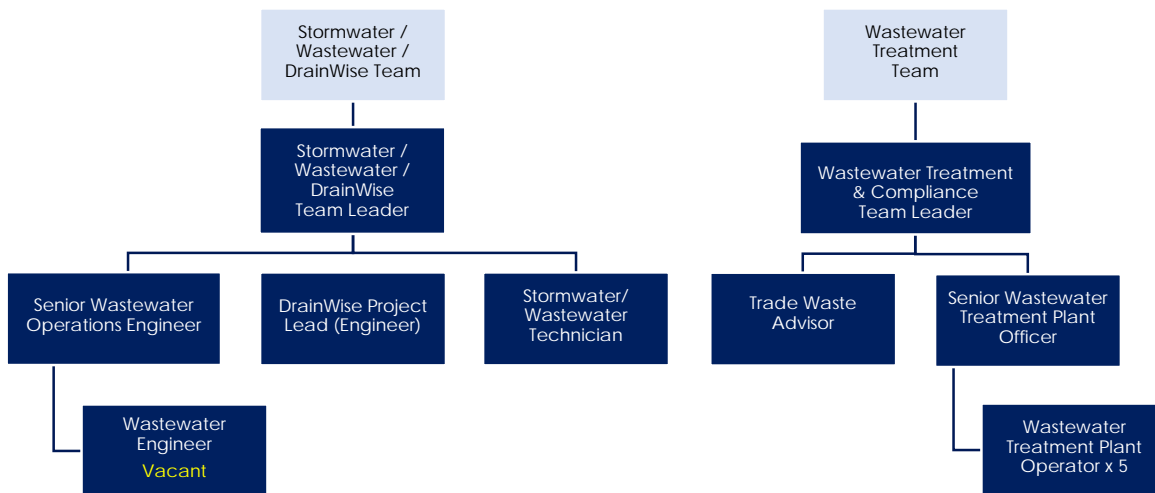 Stormwater /
Wastewater /
DrainWise Team
Wastewater
Treatment
Team
Stormwater /
Wastewater /
DrainWise
Team Leader
Wastewater Treatment
& Compliance
Team Leader
Senior Wastewater
Operations Engineer
DrainWise Project
Lead (Engineer)
Stormwater/
Wastewater
Technician
Trade Waste
Advisor
Senior Wastewater
Treatment Plant
Officer
Wastewater
Engineer
Vacant
Wastewater
Treatment Plant
Operator x 5